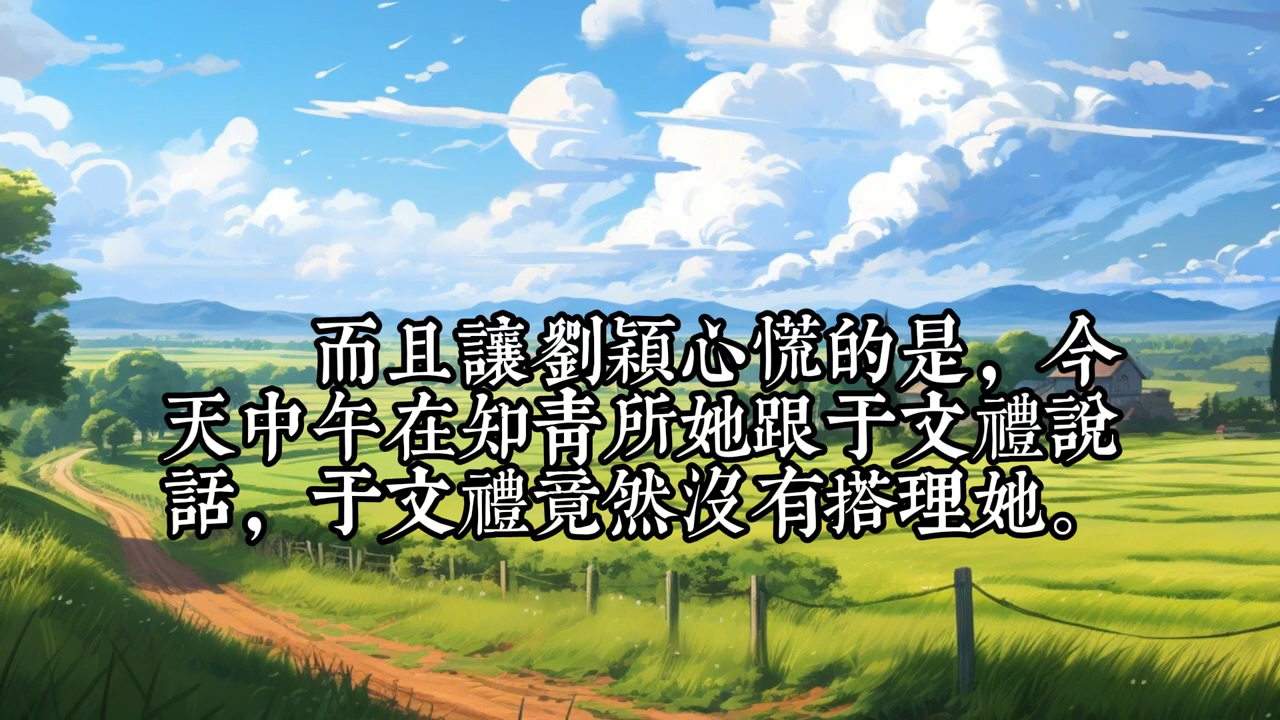 而且讓劉穎心慌的是，今
天中午在知青所她跟于文禮說
話，于文禮竟然沒有搭理她。